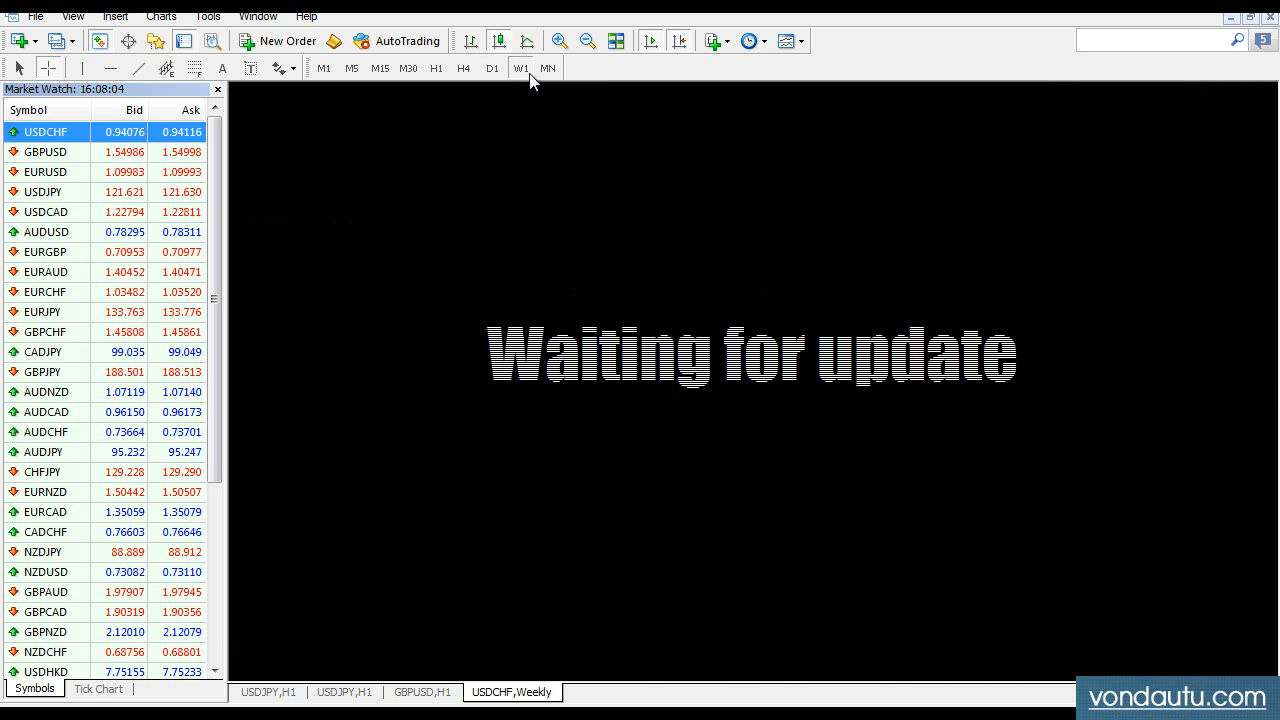 File View Insert Charts Tools Window Help
New Order AutoTrading 5
A T M1 M5 M15 M30 H1 H4 D1 W1 MN
Market Watch: 16:08:04
Symbol Bid Ask
USDCHF 0.94076 0.94116
GBPUSD 1.54986 1.54998
EURUSD 1.09983 1.09993
USDJPY 121.621 121.630
USDCAD 1.22794 1.22811
AUDUSD 0.78295 0.78311
EURGBP 0.70953 0.70977
EURAUD 1.40452 1.40471
EURCHF 1.03482 1.03520
EURJPY 133.763 133.776
GBPCHF 1.45808 1.45861
CADJPY 99.035 99.049
GBPJPY 188.501 188.513
AUDNZD 1.07119 1.07140
AUDCAD 0.96150 0.96173
AUDCHF 0.73664 0.73701
AUDJPY 95.232 95.247
CHFJPY 129.228 129.290
EURNZD 1.50442 1.50507
EURCAD 1.35059 1.35079
CADCHF 0.76603 0.76646
NZDJPY 88.889 88.912
NZDUSD 0.73082 0.73110
GBPAUD 1.97907 1.97945
GBPCAD 1.90319 1.90356
GBPNZD 2.12010 2.12079
NZDCHF 0.68756 0.68801
USDHKD 7.75155 7.75233
Symbols Tick Chart
Waiting for update
USDJPY,H1 USDJPY,H1 GBPUSD,H1 USDCHF,Weekly
vondautu.com